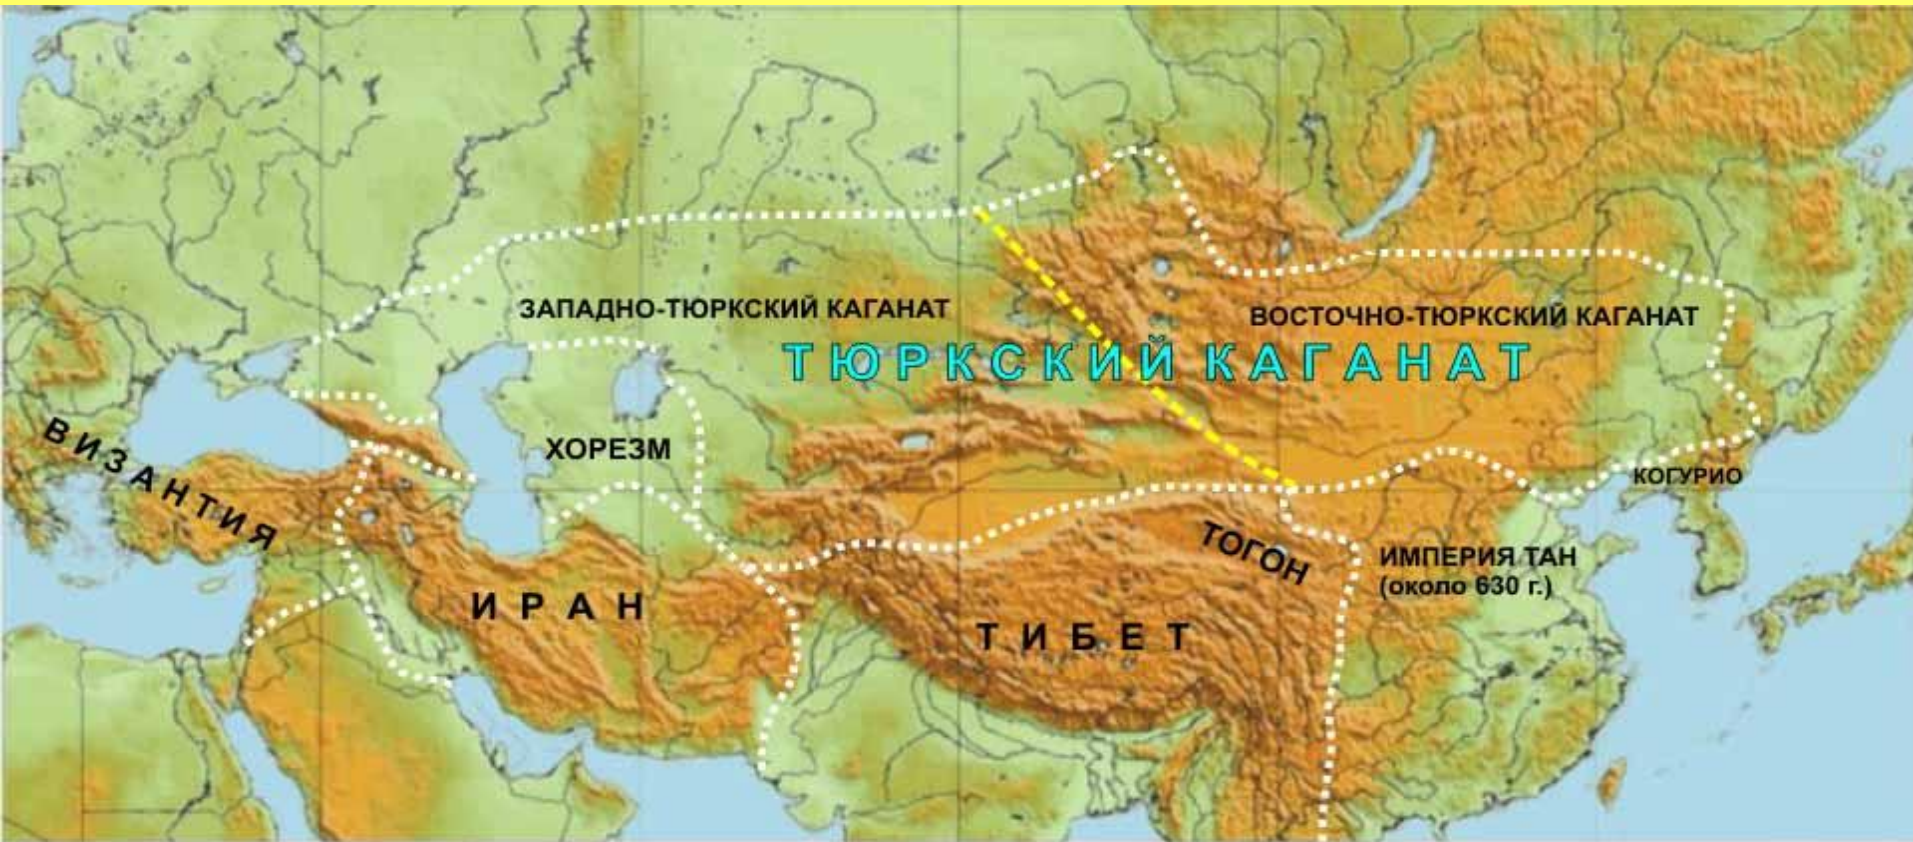 ЗАПАДНО-ТЮРКСКИЙ КАГАНАТ
ВОСТОЧНО-ТЮРКСКИЙ КАГАНАТ
ТЮРКСКИЙ КАГАНАТ
ВИЗАНТИЯ
ХОРЕЗМ
КОГУРИО
ТОГОН
ИМПЕРИЯ ТАН
(около 630 г.)
ИРАН
ТИБЕТ